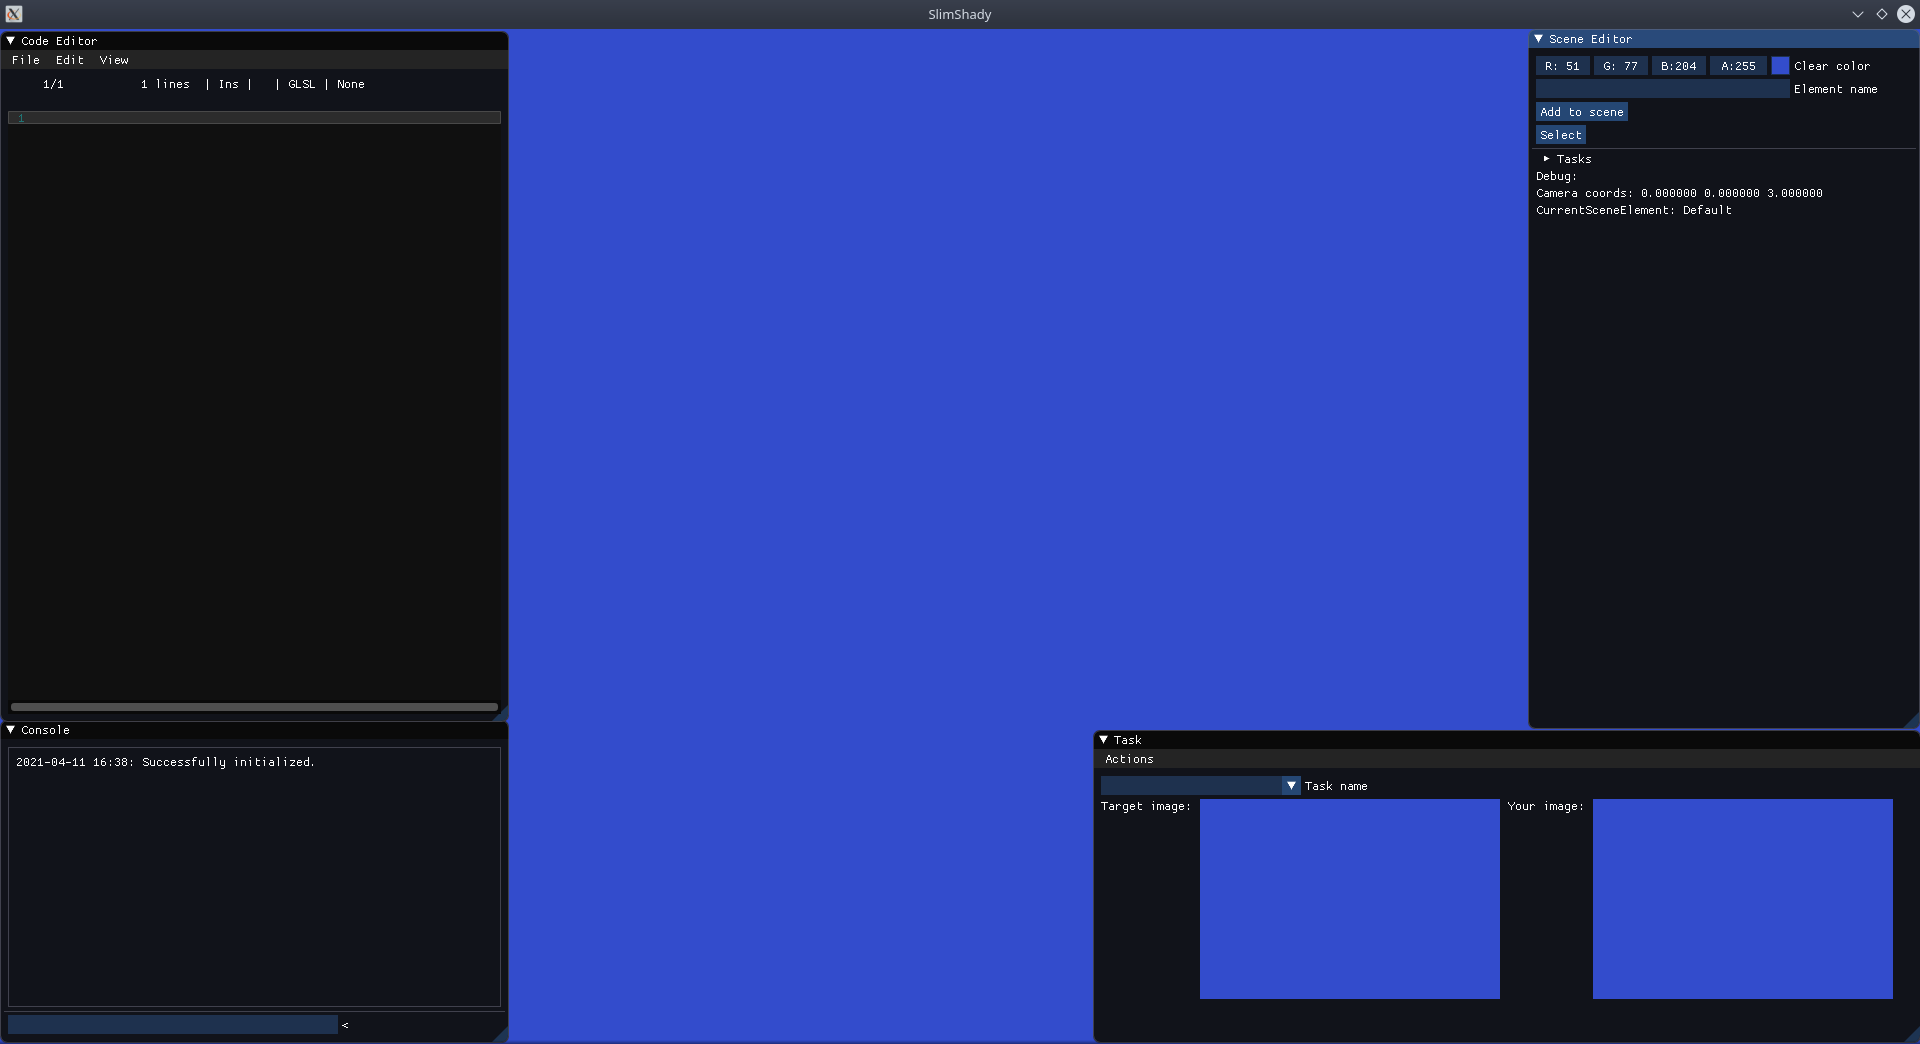 SlimShady
Code Editor
File Edit View
1/1 1 lines | Ins | | GLSL | None
1
Console
2021-04-11 16:38: Successfully initialized.
<
Scene Editor
R: 51 G: 77 B:204 A:255 Clear color
Element name
Add to scene
Select
Tasks
Debug:
Camera coords: 0.000000 0.000000 3.000000
CurrentSceneElement: Default
Task
Actions
Task name
Target image: Your image: